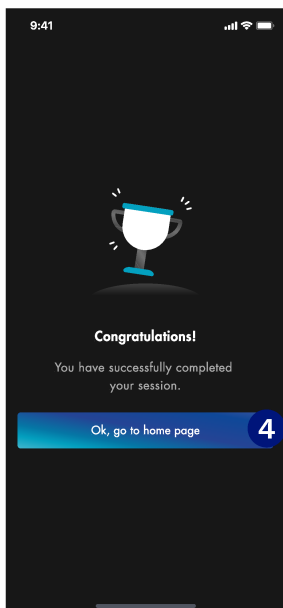 9:41
Congratulations!
You have successfully completed
your session.
Ok, go to home page
4